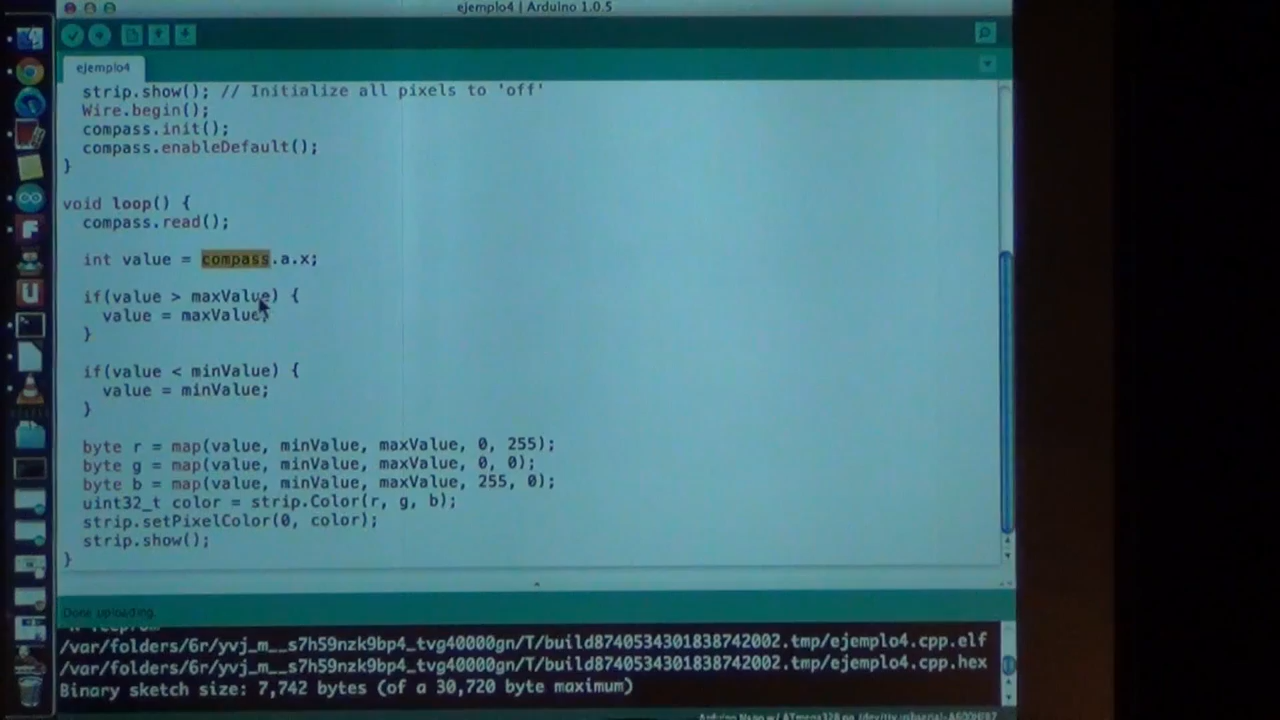 ejemplo4 | Arduino 1.0.5
ejemplo4
strip.show(); // Initialize all pixels to 'off'
Wire.begin();
compass.init();
compass.enableDefault();
}
void loop() {
compass.read();
int value = compass.a.x;
if(value > maxValue) {
value = maxValue;
}
if(value < minValue) {
value = minValue;
}
byte r = map(value, minValue, maxValue, 0, 255);
byte g = map(value, minValue, maxValue, 0, 0);
byte b = map(value, minValue, maxValue, 255, 0);
uint32_t color = strip.Color(r, g, b);
strip.setPixelColor(0, color);
strip.show();
}
Done uploading.
/var/folders/6r/yvj_m__s7h59nzk9bp4_tvg40000gn/T/build8740534301838742002.tmp/ejemplo4.cpp.elf
/var/folders/6r/yvj_m__s7h59nzk9bp4_tvg40000gn/T/build8740534301838742002.tmp/ejemplo4.cpp.hex
Binary sketch size: 7,742 bytes (of a 30,720 byte maximum)